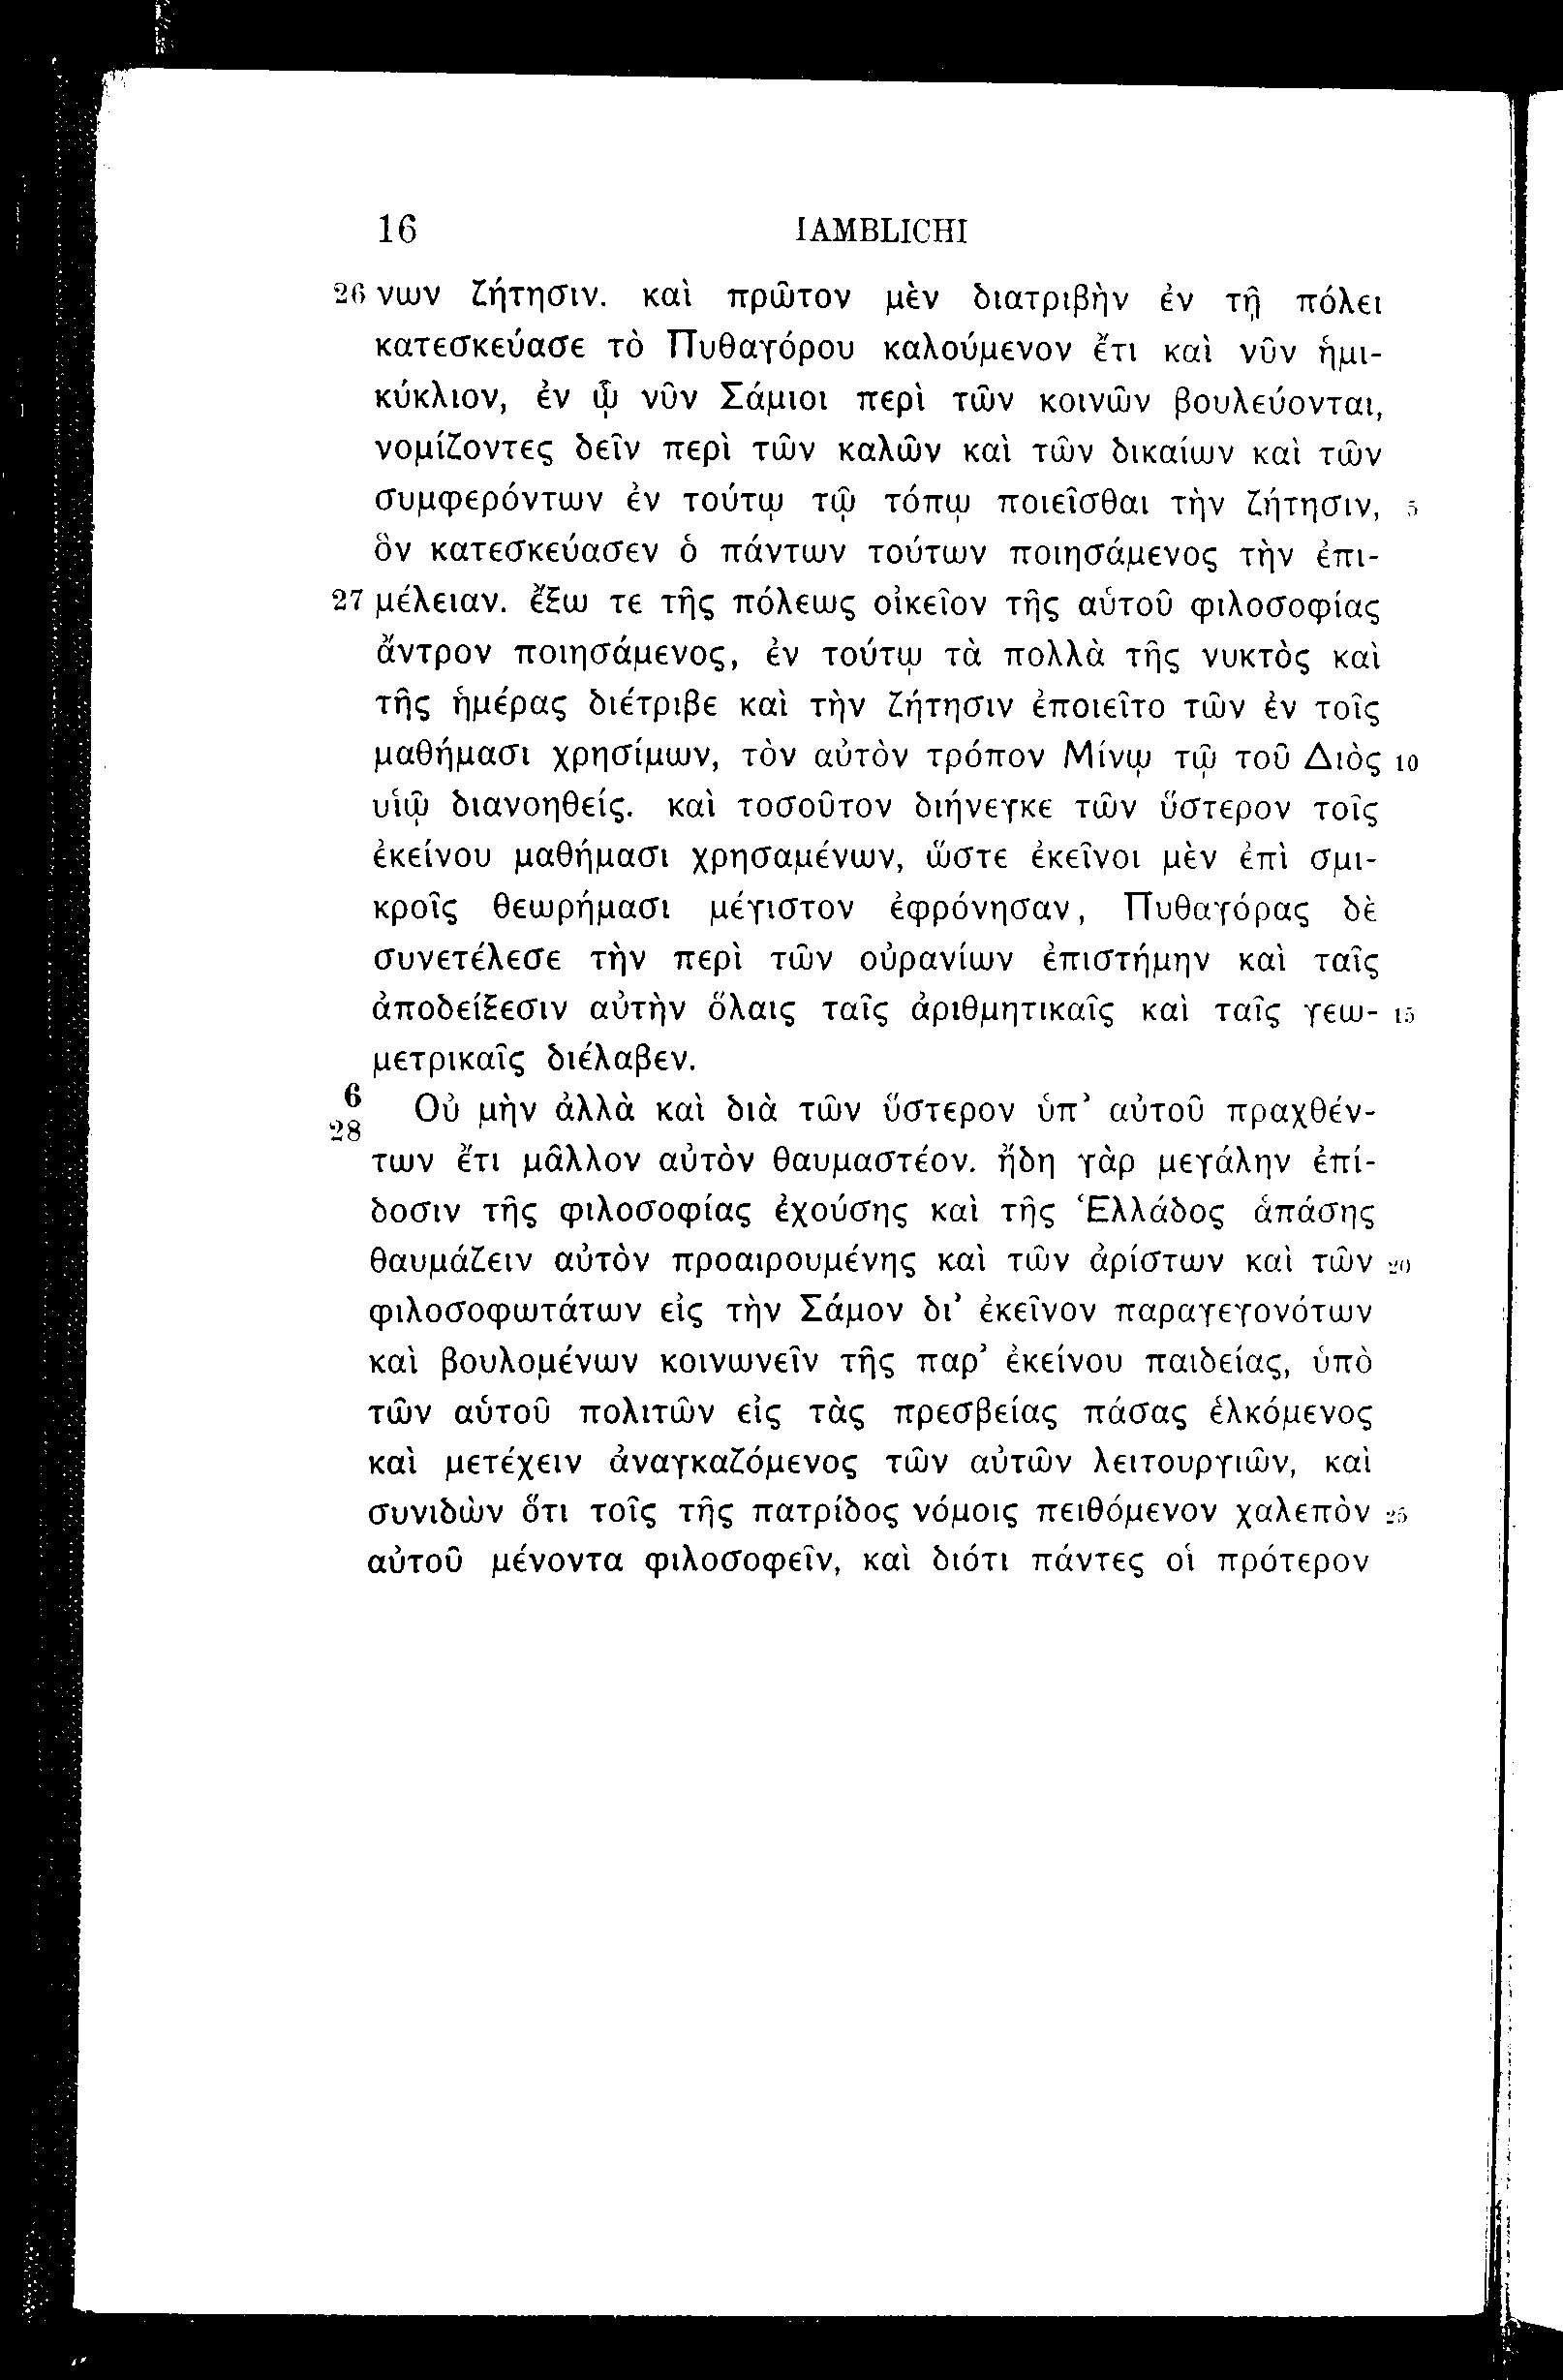 16 IAMBLICHI
26 νων ζήτησιν. καὶ πρῶτον μὲν διατριβὴν ἐν τῇ πόλει
κατεσκεύασε τὸ Πυθαγόρου καλούμενον ἔτι καὶ νῦν ἡμι-
κύκλιον, ἐν ᾧ νῦν Σάμιοι περὶ τῶν κοινῶν βουλεύονται,
νομίζοντες δεῖν περὶ τῶν καλῶν καὶ τῶν δικαίων καὶ τῶν
συμφερόντων ἐν τούτῳ τῷ τόπῳ ποιεῖσθαι τὴν ζήτησιν, 5
ὃν κατεσκεύασεν ὁ πάντων τούτων ποιησάμενος τὴν ἐπι-
27 μέλειαν. ἔξω τε τῆς πόλεως οἰκεῖον τῆς αὑτοῦ φιλοσοφίας
ἄντρον ποιησάμενος, ἐν τούτῳ τὰ πολλὰ τῆς νυκτὸς καὶ
τῆς ἡμέρας διέτριβε καὶ τὴν ζήτησιν ἐποιεῖτο τῶν ἐν τοῖς
μαθήμασι χρησίμων, τὸν αὐτὸν τρόπον Μίνῳ τῷ τοῦ Διὸς 10
υἱῷ διανοηθείς. καὶ τοσοῦτον διήνεγκε τῶν ὕστερον τοῖς
ἐκείνου μαθήμασι χρησαμένων, ὥστε ἐκεῖνοι μὲν ἐπὶ σμι-
κροῖς θεωρήμασι μέγιστον ἐφρόνησαν, Πυθαγόρας δὲ
συνετέλεσε τὴν περὶ τῶν οὐρανίων ἐπιστήμην καὶ ταῖς
ἀποδείξεσιν αὐτὴν ὅλαις ταῖς ἀριθμητικαῖς καὶ ταῖς γεω- 15
μετρικαῖς διέλαβεν.
6
28 Οὐ μὴν ἀλλὰ καὶ διὰ τῶν ὕστερον ὑπ’ αὐτοῦ πραχθέν-
των ἔτι μᾶλλον αὐτὸν θαυμαστέον. ἤδη γὰρ μεγάλην ἐπί-
δοσιν τῆς φιλοσοφίας ἐχούσης καὶ τῆς Ἑλλάδος ἁπάσης
θαυμάζειν αὐτὸν προαιρουμένης καὶ τῶν ἀρίστων καὶ τῶν 20
φιλοσοφωτάτων εἰς τὴν Σάμον δι’ ἐκεῖνον παραγεγονότων
καὶ βουλομένων κοινωνεῖν τῆς παρ’ ἐκείνου παιδείας, ὑπὸ
τῶν αὑτοῦ πολιτῶν εἰς τὰς πρεσβείας πάσας ἑλκόμενος
καὶ μετέχειν ἀναγκαζόμενος τῶν αὐτῶν λειτουργιῶν, καὶ
συνιδὼν ὅτι τοῖς τῆς πατρίδος νόμοις πειθόμενον χαλεπὸν 25
αὐτοῦ μένοντα φιλοσοφεῖν, καὶ διότι πάντες οἱ πρότερον